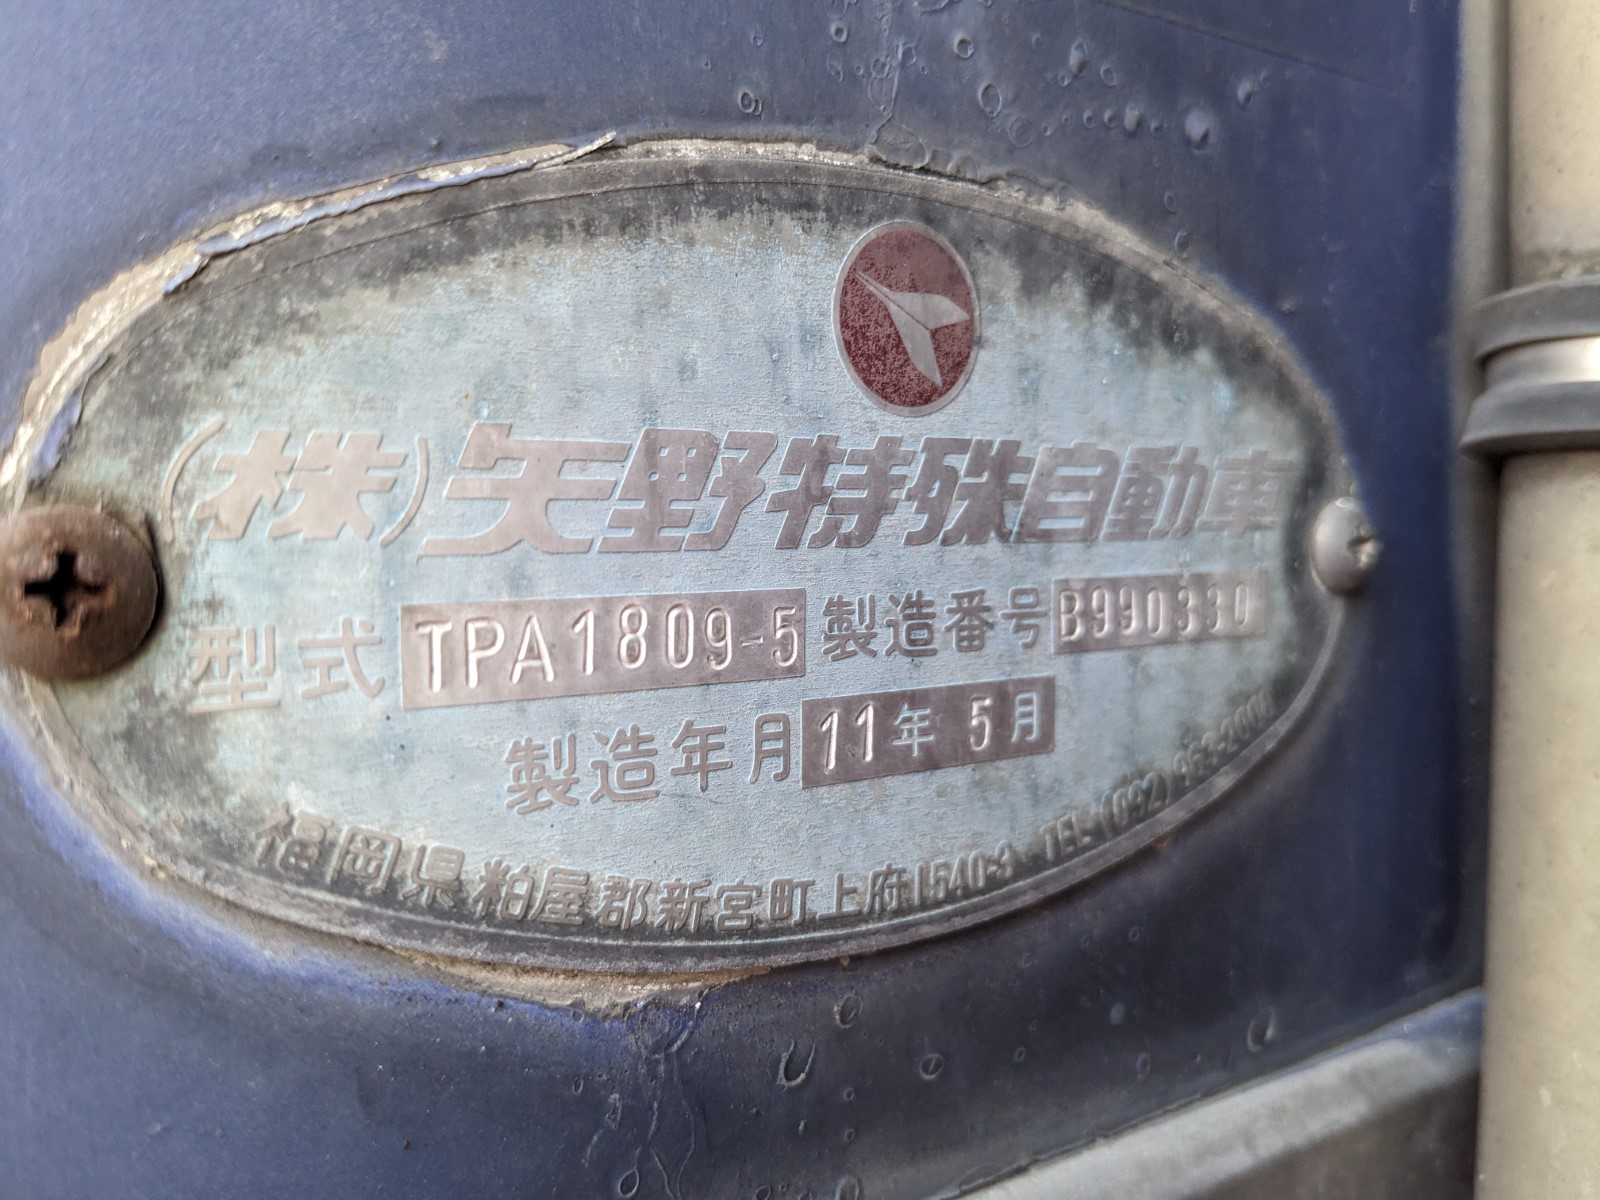 (株)矢野特殊自動車
型式 TPA1809-5 製造番号 B990330
製造年月 11年 5月
福岡県粕屋郡新宮町上府1540-9 TEL (092) 963-2000